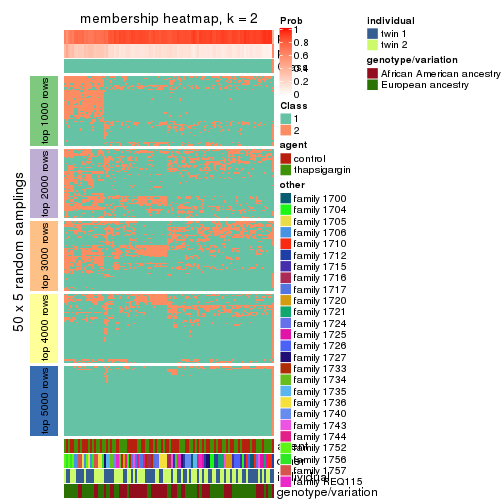 membership heatmap, k = 2
50 x 5 random samplings
top 1000 rows
top 2000 rows
top 3000 rows
top 4000 rows
top 5000 rows
Prob
1
0.8
0.6
0.4
0.2
0
Class
1
2
agent
control
thapsigargin
other
family 1700
family 1704
family 1705
family 1706
family 1710
family 1712
family 1715
family 1716
family 1717
family 1720
family 1721
family 1724
family 1725
family 1726
family 1727
family 1733
family 1734
family 1735
family 1736
family 1740
family 1743
family 1744
family 1752
family 1756
family 1757
family REQ115
individual
twin 1
twin 2
genotype/variation
African American ancestry
European ancestry
agent
other
individual
genotype/variation